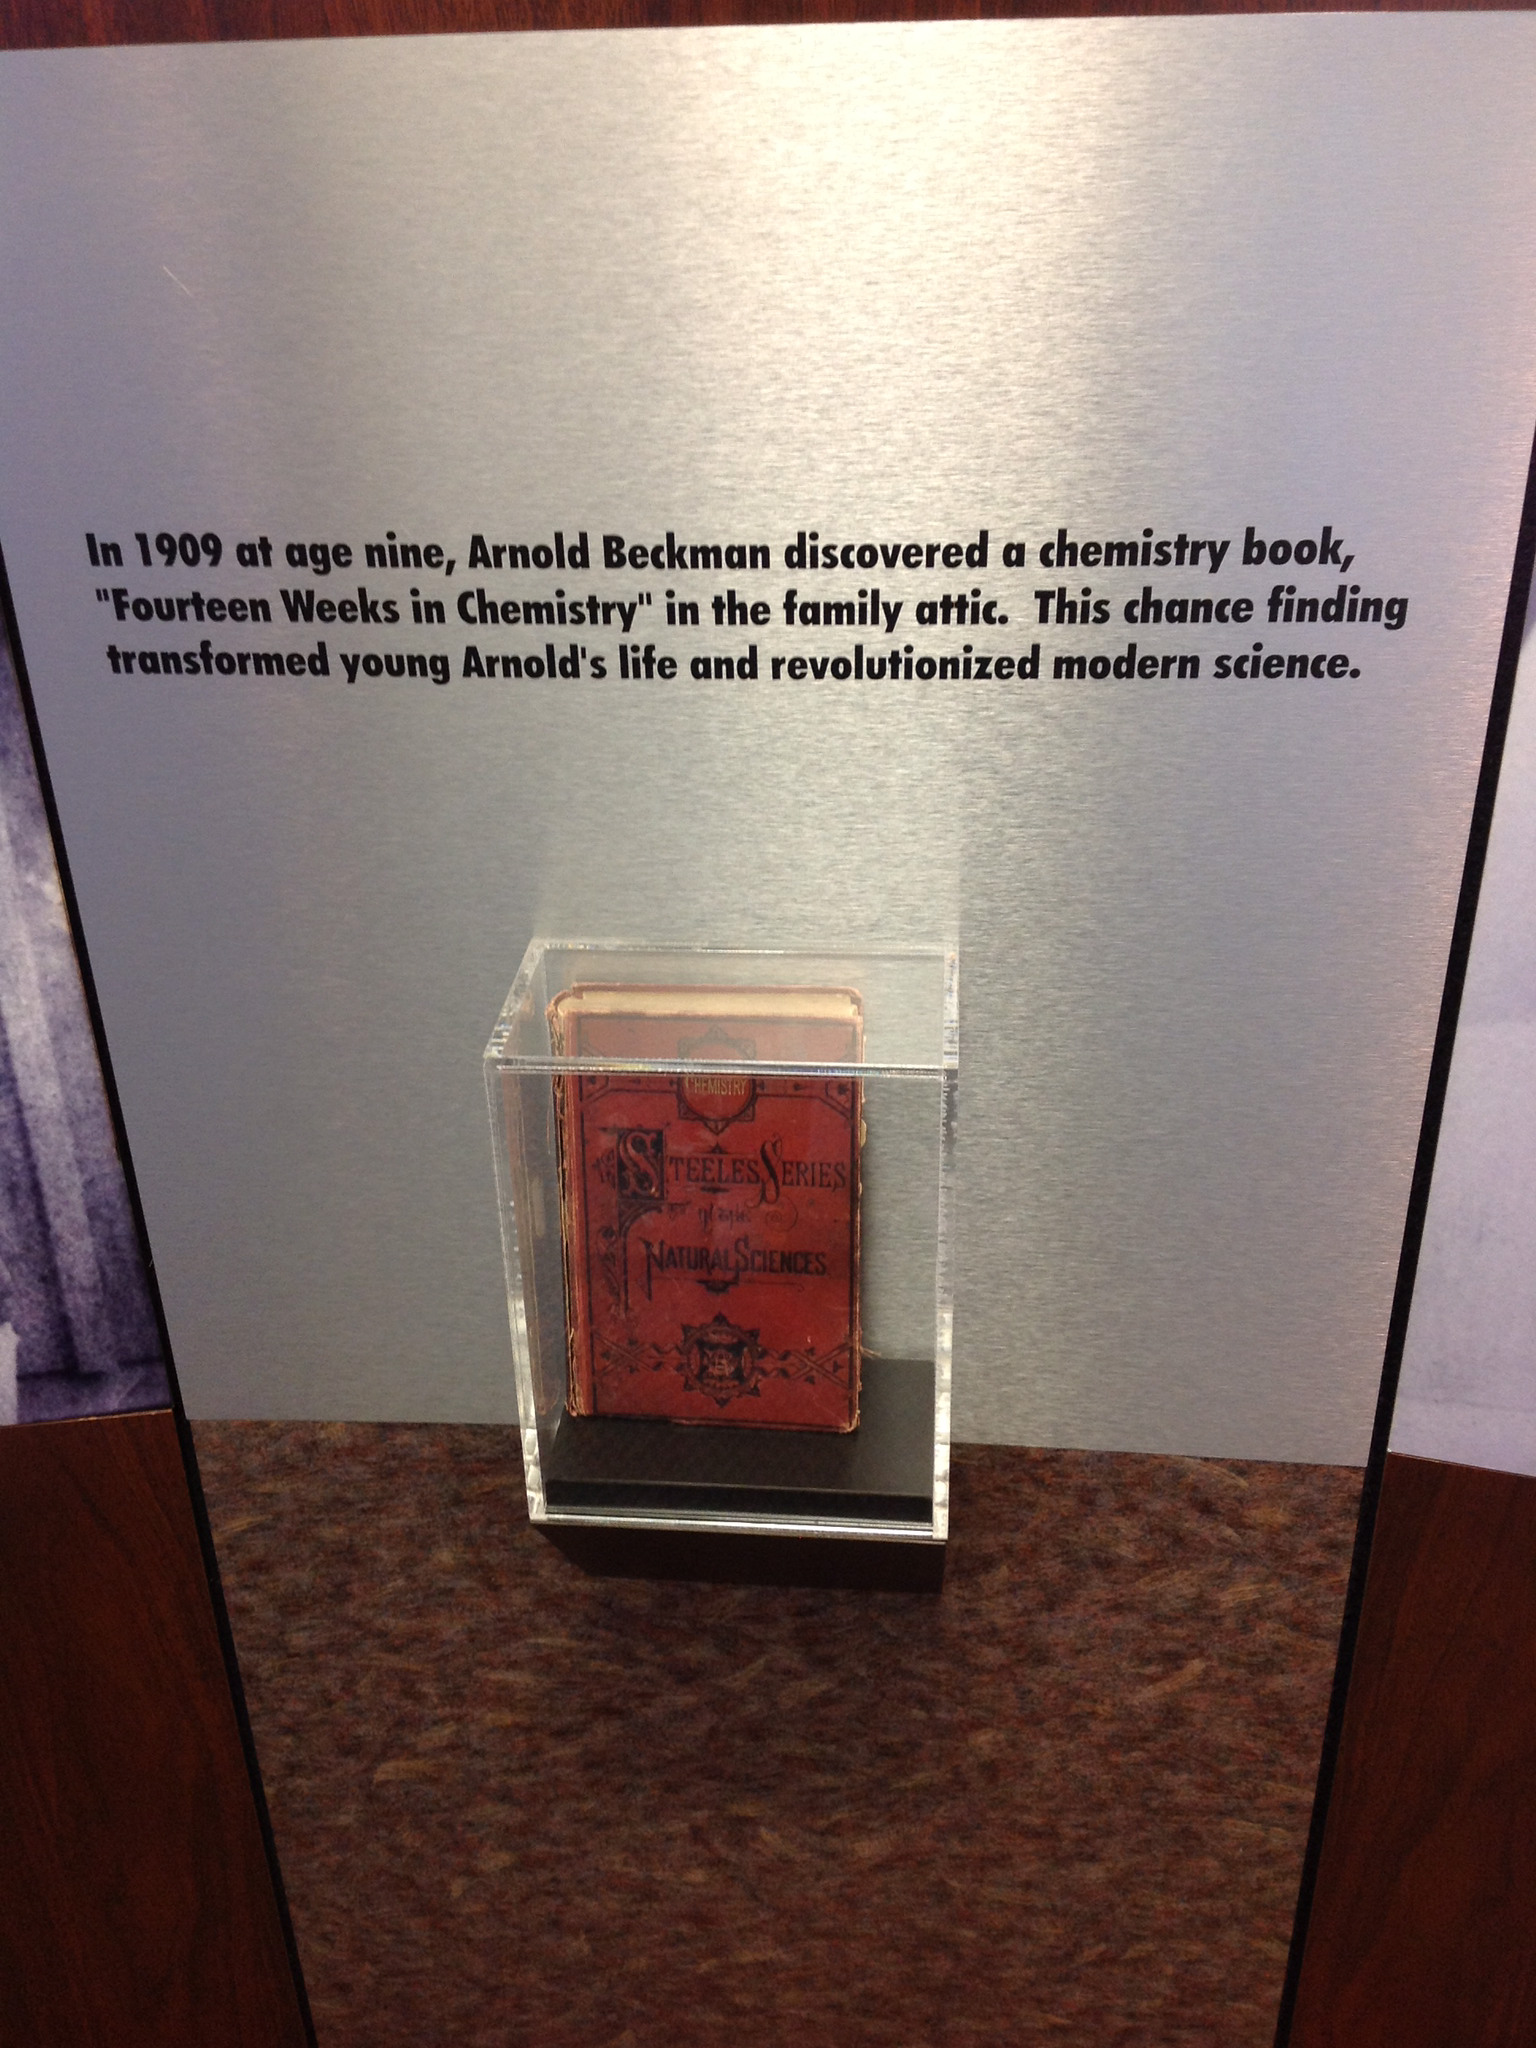 In 1909 at age nine, Arnold Beckman discovered a chemistry book,
"Fourteen Weeks in Chemistry" in the family attic. This chance finding
transformed young Arnold's life and revolutionized modern science.
CHEMISTRY
STEELES SERIES
NATURAL SCIENCES